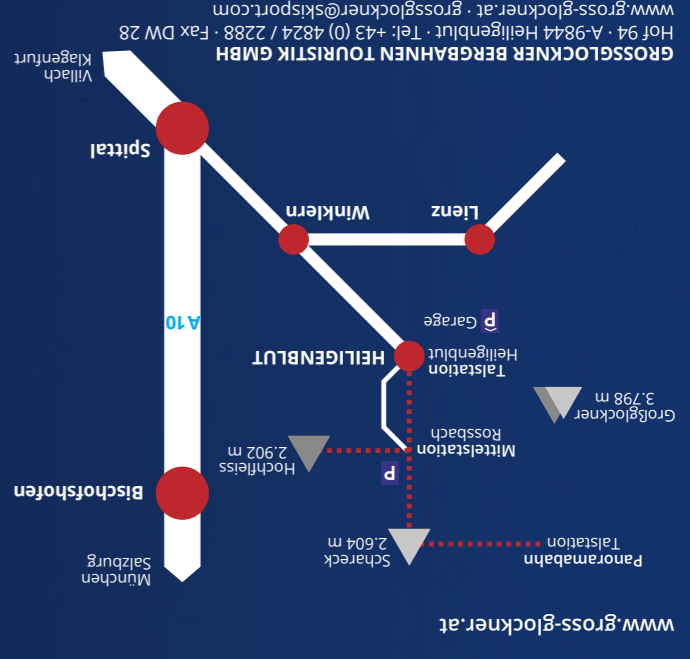 www.gross-glockner.at
Panoramabahn
Talstation
Schareck
2.604 m
München
Salzburg
Bischofshofen
P
Hochfleiss
2.902 m
Mittelstation
Rossbach
Großglockner
3.798 m
Talstation
Heiligenblut
HEILIGENBLUT
P Garage
A 10
Lienz
Winklern
Spittal
Villach
Klagenfurt
GROSSGLOCKNER BERGBAHNEN TOURISTIK GMBH
Hof 94 · A-9844 Heiligenblut · Tel: +43 (0) 4824 / 2288 · Fax DW 28
www.gross-glockner.at · grossglockner@skisport.com